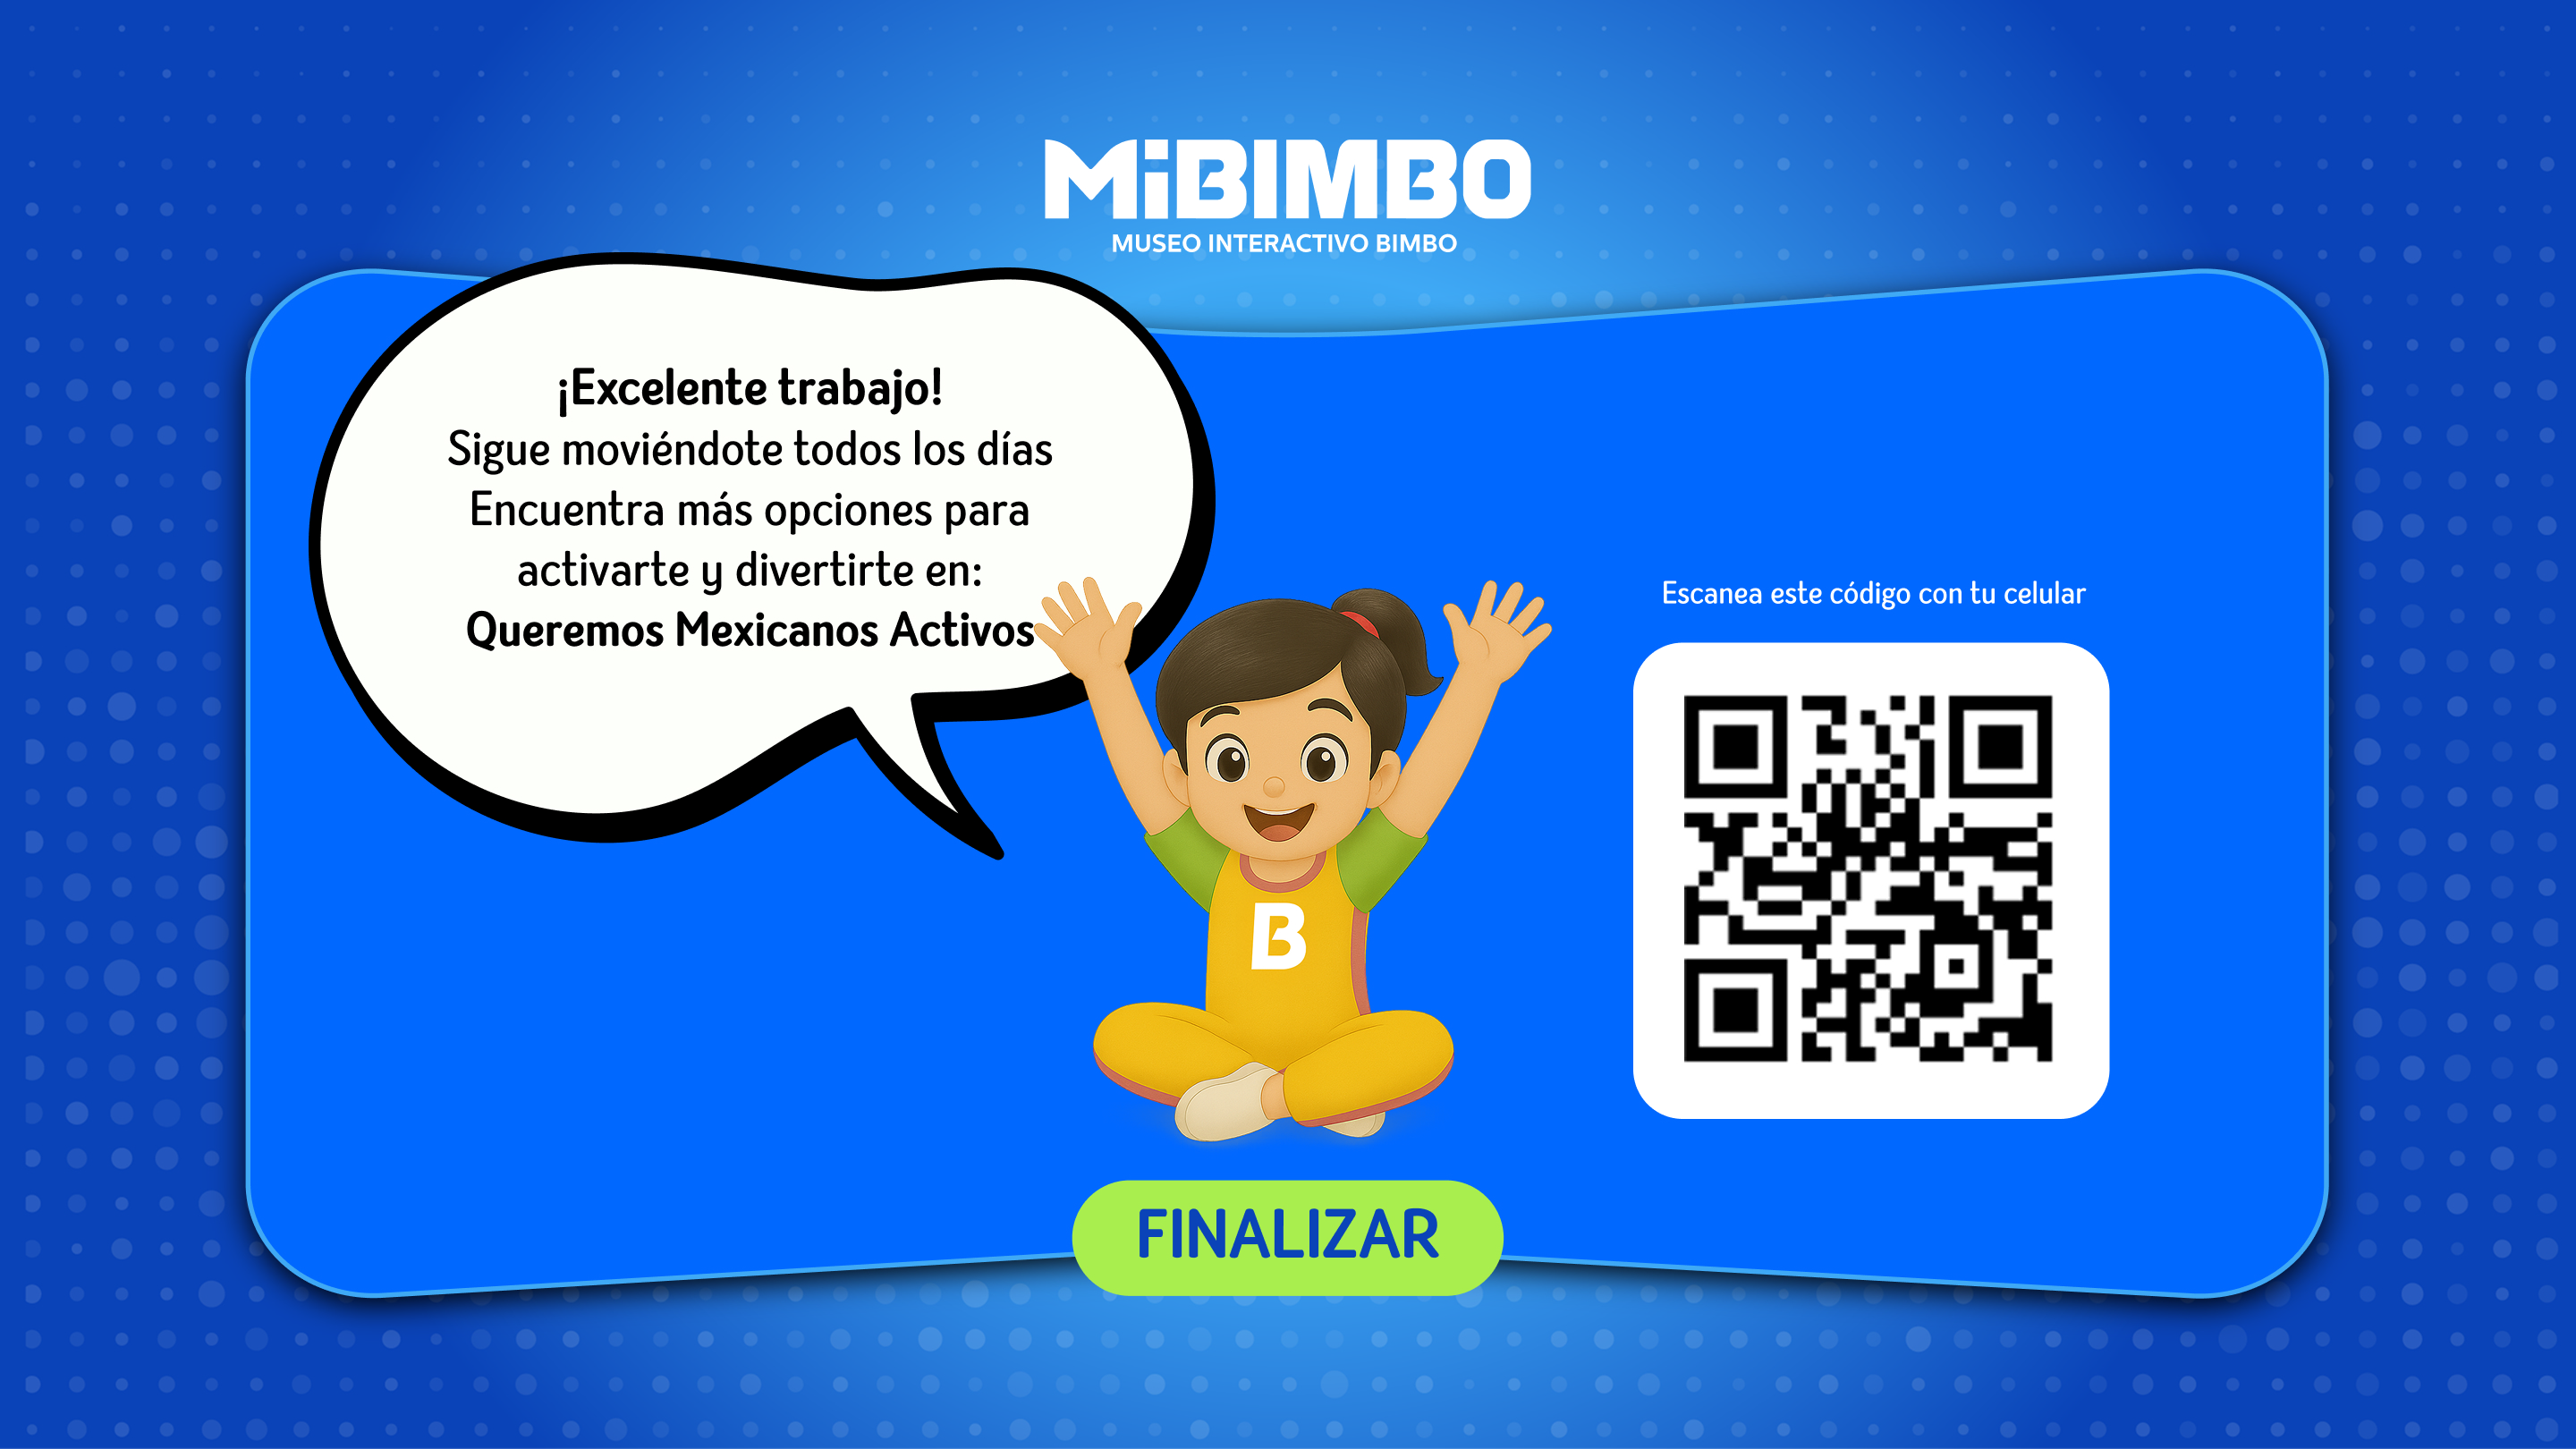 MiBIMBO
MUSEO INTERACTIVO BIMBO
¡Excelente trabajo!
Sigue moviéndote todos los días
Encuentra más opciones para
activarte y divertirte en:
Queremos Mexicanos Activos
Escanea este código con tu celular
B
FINALIZAR